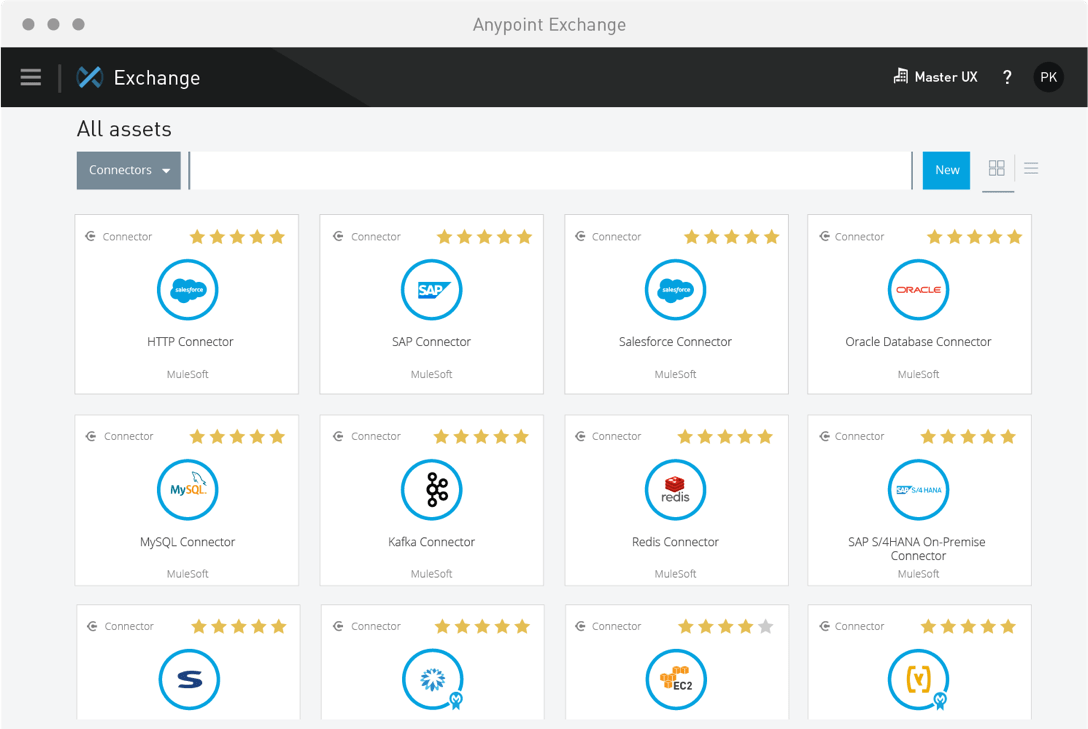 Anypoint Exchange
Exchange
Master UX ? PK
All assets
Connectors
New
Connector
salesforce
HTTP Connector
MuleSoft
Connector
SAP
SAP Connector
MuleSoft
Connector
salesforce
Salesforce Connector
MuleSoft
Connector
ORACLE
Oracle Database Connector
MuleSoft
Connector
MySQL
MySQL Connector
MuleSoft
Connector
Kafka Connector
MuleSoft
Connector
redis
Redis Connector
MuleSoft
Connector
SAP S/4HANA
SAP S/4HANA On-Premise
Connector
MuleSoft
Connector
S
Connector
Connector
EC2
Connector